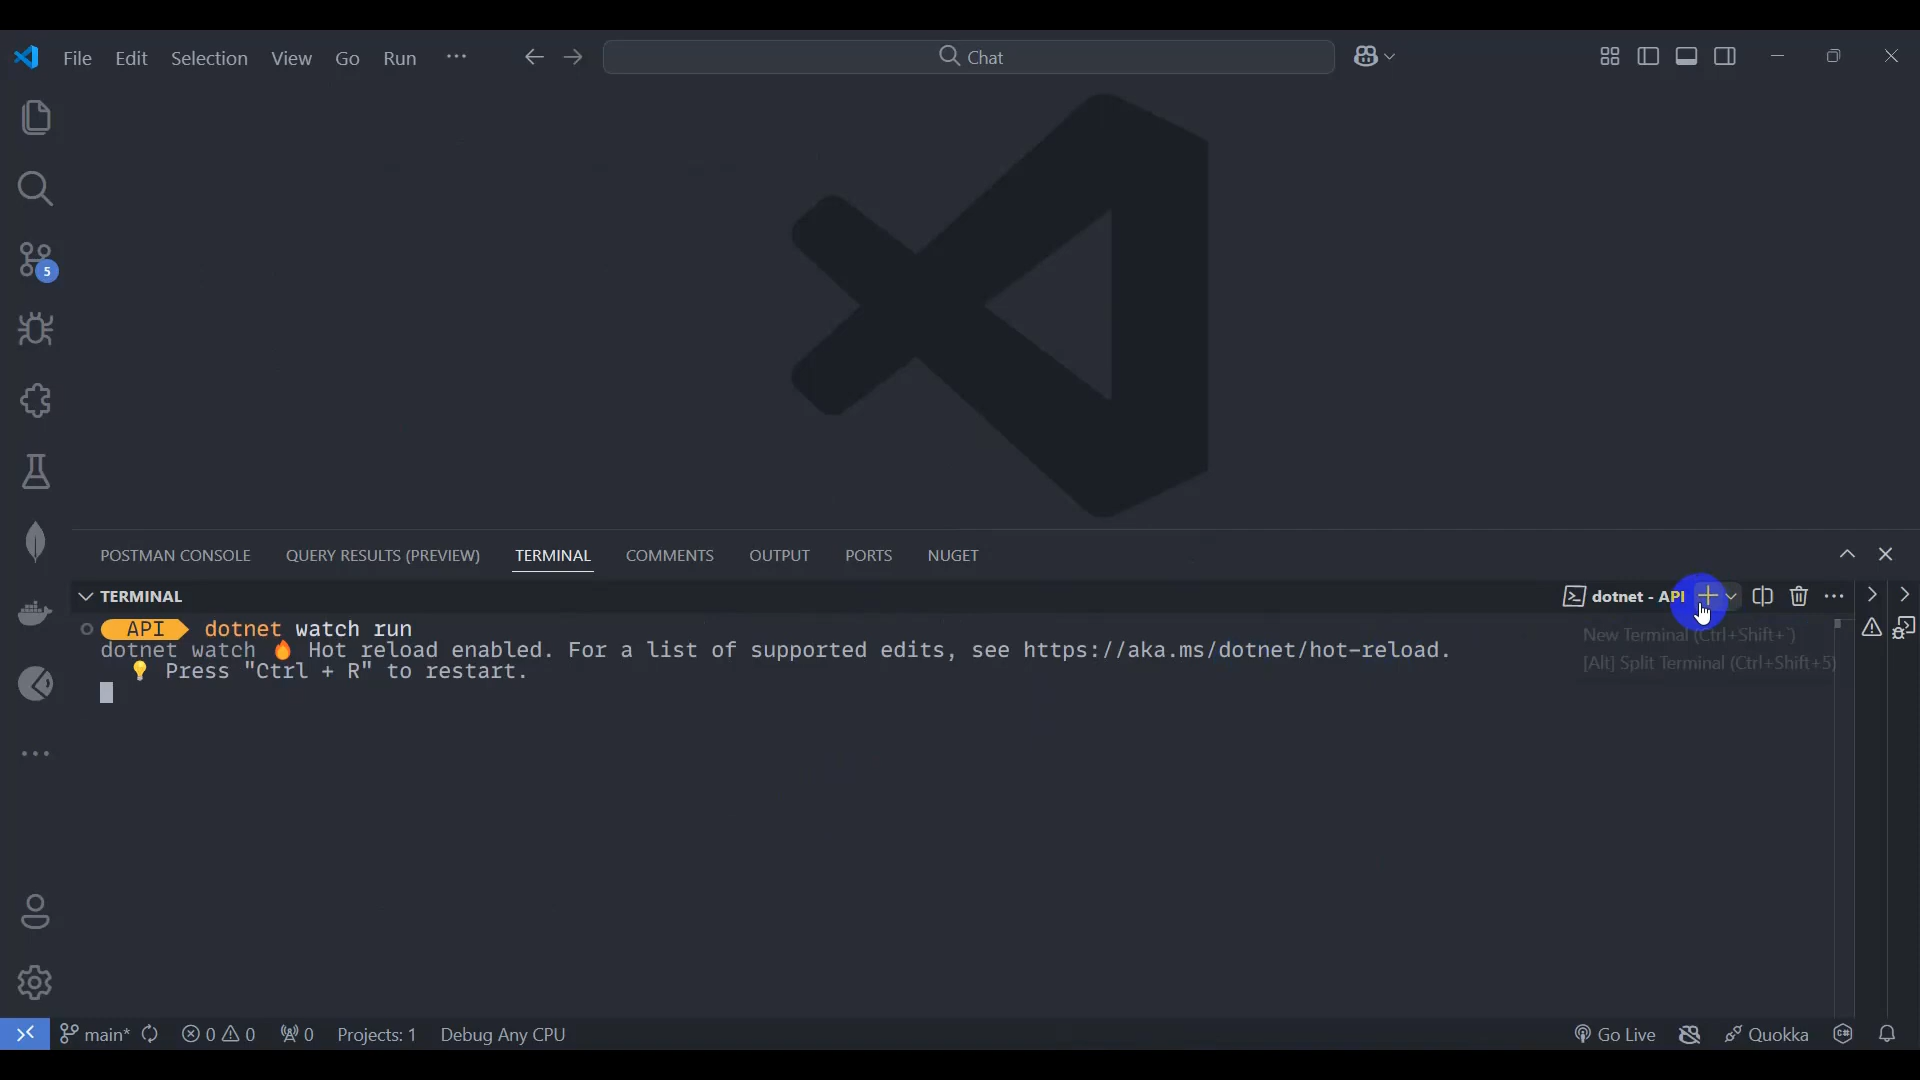 File Edit Selection View Go Run ··· Chat
5
POSTMAN CONSOLE QUERY RESULTS (PREVIEW) TERMINAL COMMENTS OUTPUT PORTS NUGET
TERMINAL dotnet - API
API dotnet watch run
dotnet watch 🔥 Hot reload enabled. For a list of supported edits, see https://aka.ms/dotnet/hot-reload.
💡 Press "Ctrl + R" to restart.
New Terminal (Ctrl+Shift+`)
[Alt] Split Terminal (Ctrl+Shift+5)
main* 0 0 0 Projects: 1 Debug Any CPU Go Live Quokka C#